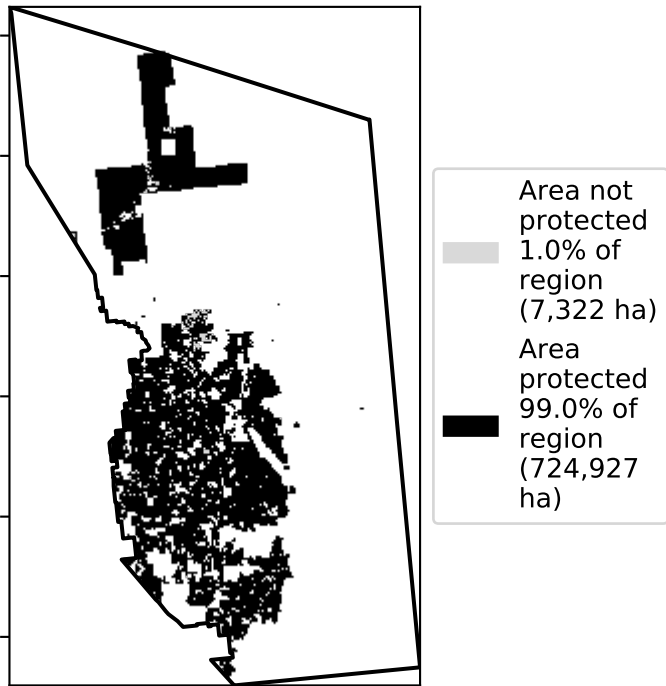 Area not
protected
1.0% of
region
(7,322 ha)
Area
protected
99.0% of
region
(724,927
ha)